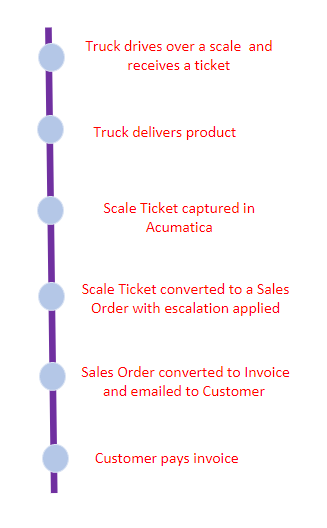 Truck drives over a scale and
receives a ticket
Truck delivers product
Scale Ticket captured in
Acumatica
Scale Ticket converted to a Sales
Order with escalation applied
Sales Order converted to Invoice
and emailed to Customer
Customer pays invoice